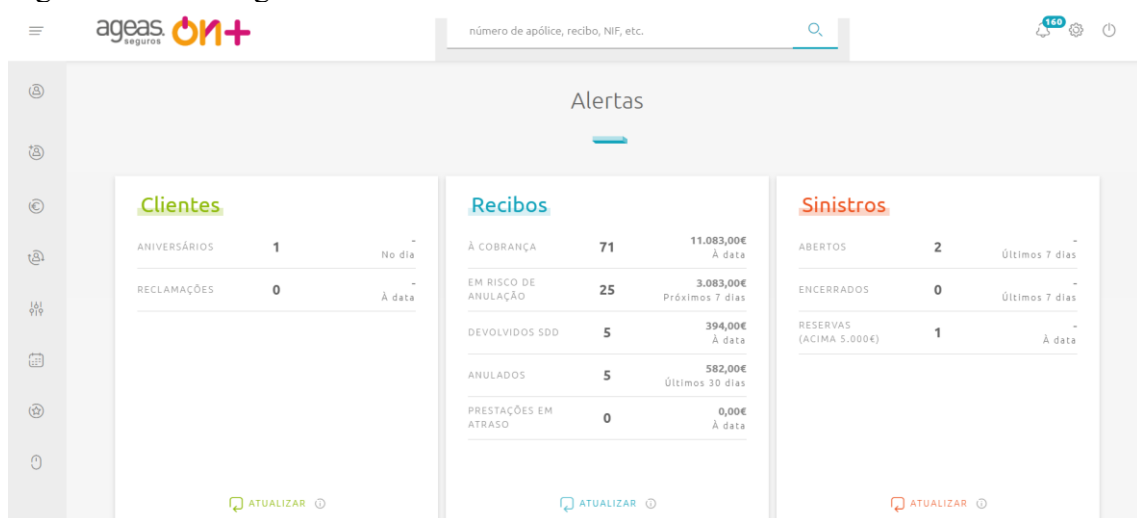 ageas.
seguros
ON+
número de apólice, recibo, NIF, etc.
160
Alertas
Clientes
ANIVERSÁRIOS 1 -
No dia
RECLAMAÇÕES 0 -
À data
ATUALIZAR
Recibos
À COBRANÇA 71 11.083,00€
À data
EM RISCO DE
ANULAÇÃO 25 3.083,00€
Próximos 7 dias
DEVOLVIDOS SDD 5 394,00€
À data
ANULADOS 5 582,00€
Últimos 30 dias
PRESTAÇÕES EM
ATRASO 0 0,00€
À data
ATUALIZAR
Sinistros
ABERTOS 2 -
Últimos 7 dias
ENCERRADOS 0 -
Últimos 7 dias
RESERVAS
(ACIMA 5.000€) 1 -
À data
ATUALIZAR